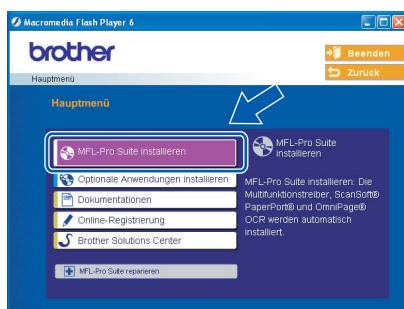 Macromedia Flash Player 6
brother
Beenden
Zurück
Hauptmenü
Hauptmenü
MFL-Pro Suite installieren
Optionale Anwendungen installieren
Dokumentationen
Online-Registrierung
Brother Solutions Center
MFL-Pro Suite reparieren
MFL-Pro Suite
installieren
MFL-Pro Suite installieren: Die
Multifunktionstreiber, ScanSoft®
PaperPort® und OmniPage®
OCR werden automatisch
installiert.